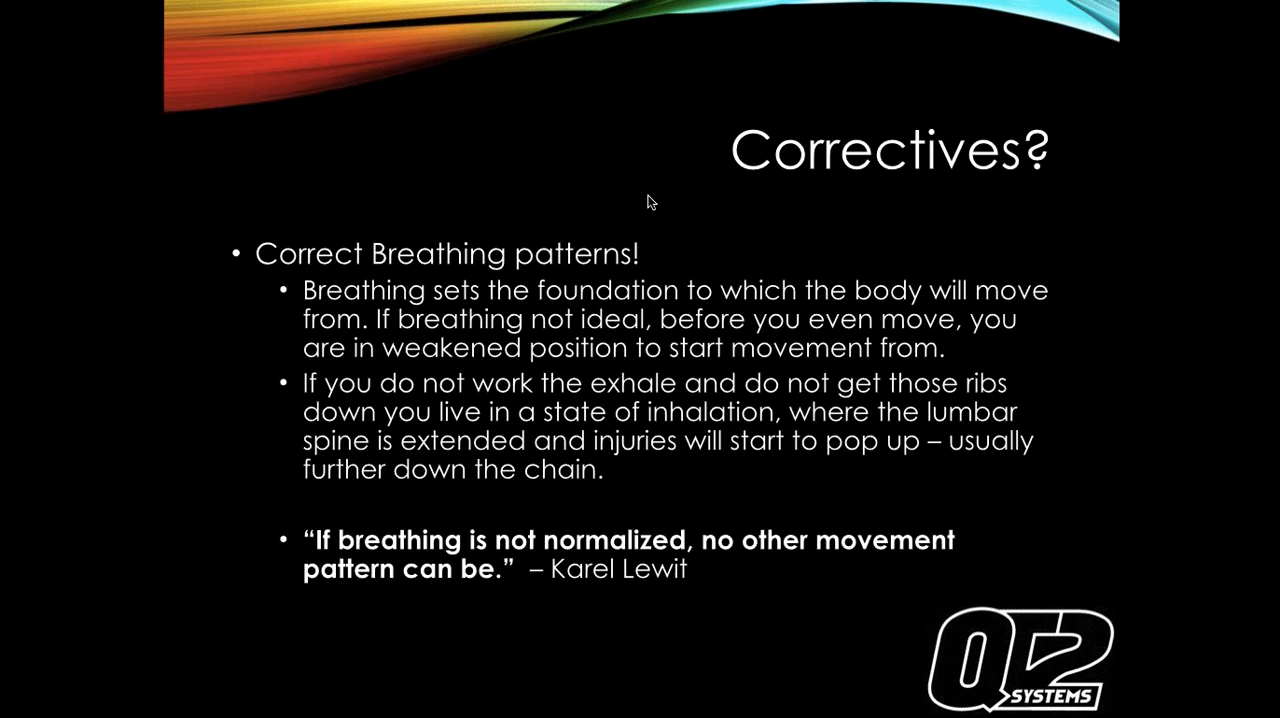 Correctives?
• Correct Breathing patterns!
• Breathing sets the foundation to which the body will move
from. If breathing not ideal, before you even move, you
are in weakened position to start movement from.
• If you do not work the exhale and do not get those ribs
down you live in a state of inhalation, where the lumbar
spine is extended and injuries will start to pop up – usually
further down the chain.
• “If breathing is not normalized, no other movement
pattern can be.” – Karel Lewit
QT2
SYSTEMS